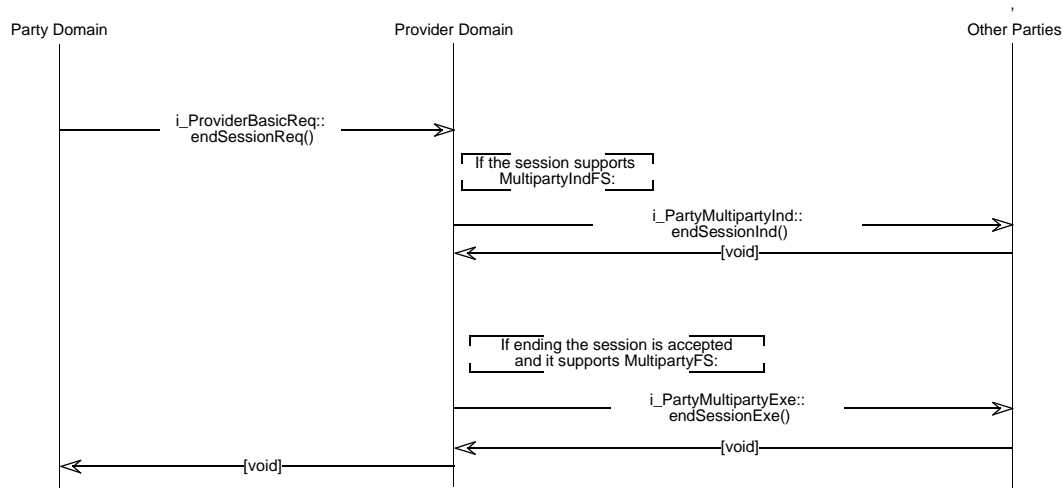 ,
Party Domain
Provider Domain
Other Parties
i_ProviderBasicReq::
endSessionReq()
If the session supports
MultipartyIndFS:
i_PartyMultipartyInd::
endSessionInd()
[void]
If ending the session is accepted
and it supports MultipartyFS:
i_PartyMultipartyExe::
endSessionExe()
[void]
[void]